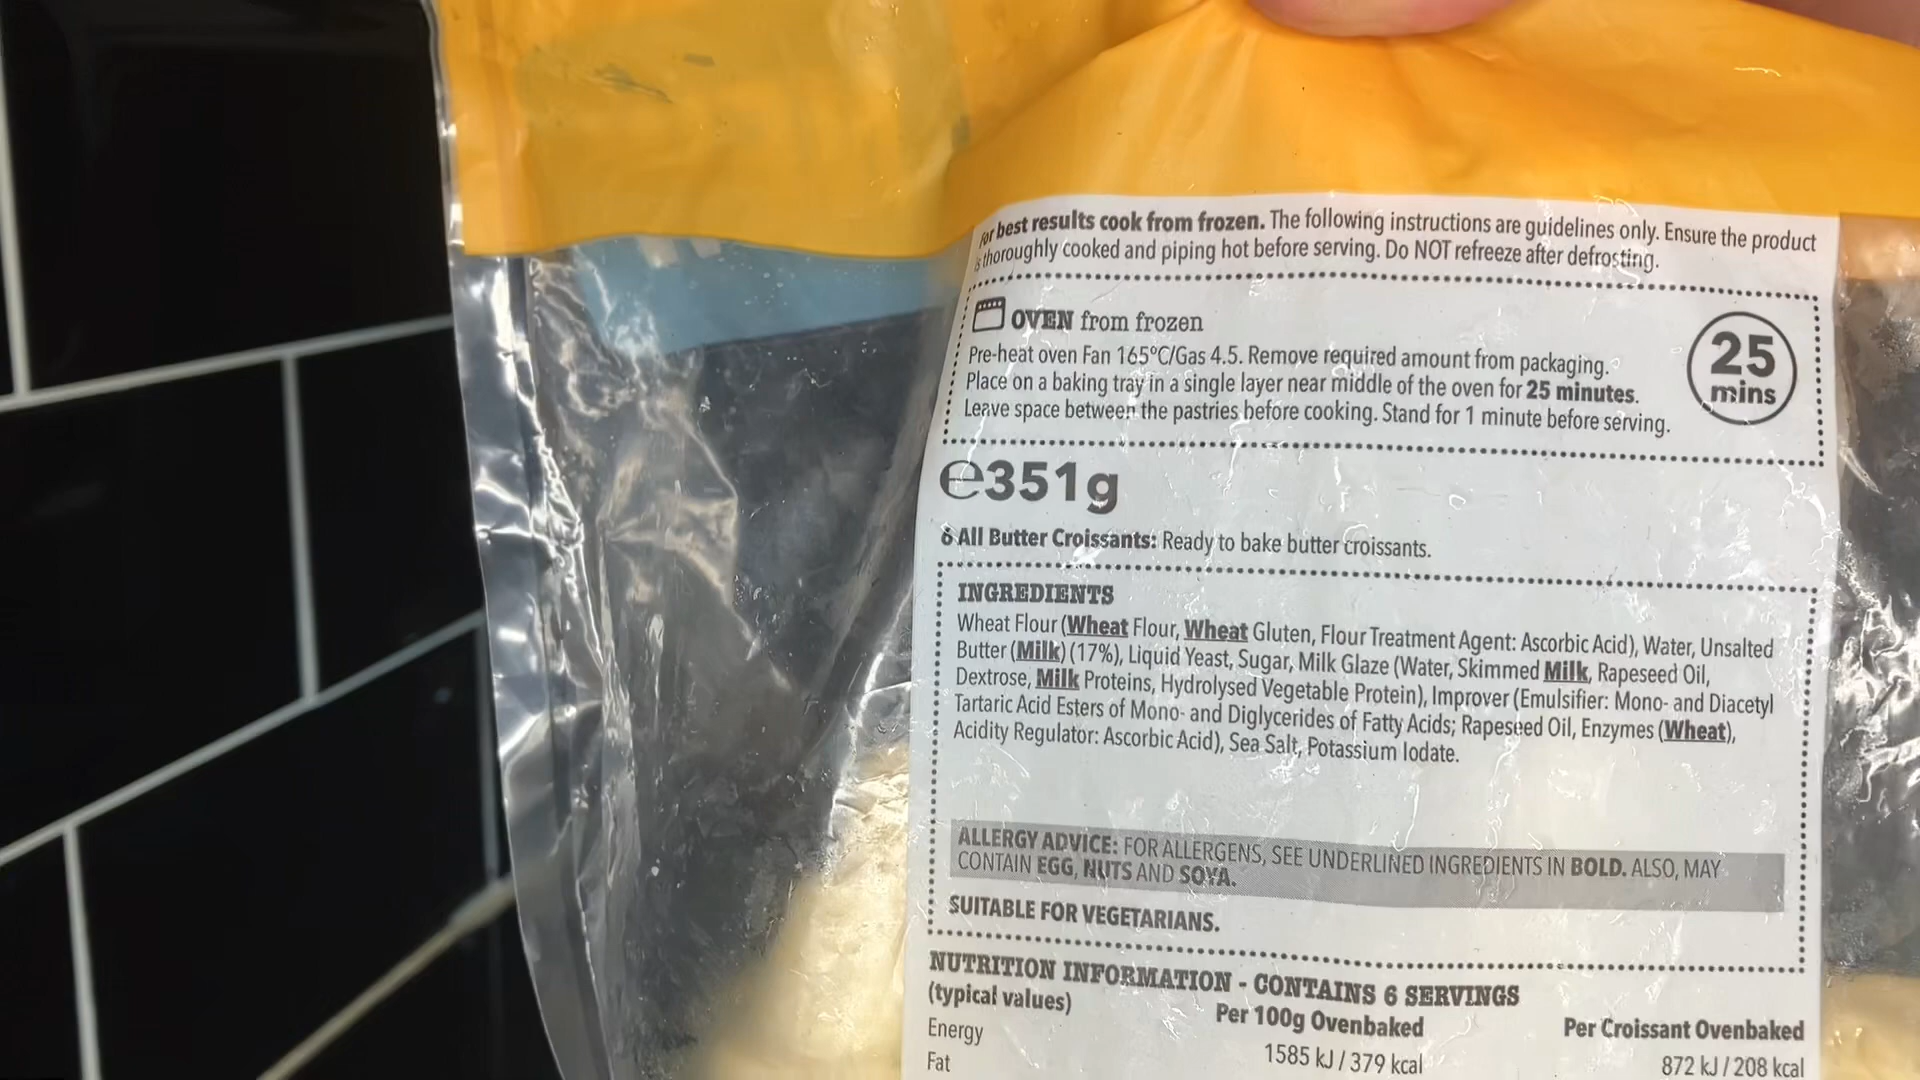 For best results cook from frozen. The following instructions are guidelines only. Ensure the product
is thoroughly cooked and piping hot before serving. Do NOT refreeze after defrosting.
OVEN from frozen
Pre-heat oven Fan 165°C/Gas 4.5. Remove required amount from packaging.
Place on a baking tray in a single layer near middle of the oven for 25 minutes.
Leave space between the pastries before cooking. Stand for 1 minute before serving.
25
mins
℮351g
6 All Butter Croissants: Ready to bake butter croissants.
INGREDIENTS
Wheat Flour (Wheat Flour, Wheat Gluten, Flour Treatment Agent: Ascorbic Acid), Water, Unsalted
Butter (Milk) (17%), Liquid Yeast, Sugar, Milk Glaze (Water, Skimmed Milk, Rapeseed Oil,
Dextrose, Milk Proteins, Hydrolysed Vegetable Protein), Improver (Emulsifier: Mono- and Diacetyl
Tartaric Acid Esters of Mono- and Diglycerides of Fatty Acids; Rapeseed Oil, Enzymes (Wheat),
Acidity Regulator: Ascorbic Acid), Sea Salt, Potassium Iodate.
ALLERGY ADVICE: FOR ALLERGENS, SEE UNDERLINED INGREDIENTS IN BOLD. ALSO, MAY
CONTAIN EGG, NUTS AND SOYA.
SUITABLE FOR VEGETARIANS.
NUTRITION INFORMATION - CONTAINS 6 SERVINGS
(typical values) Per 100g Ovenbaked Per Croissant Ovenbaked
Energy 1585 kJ / 379 kcal 872 kJ / 208 kcal
Fat